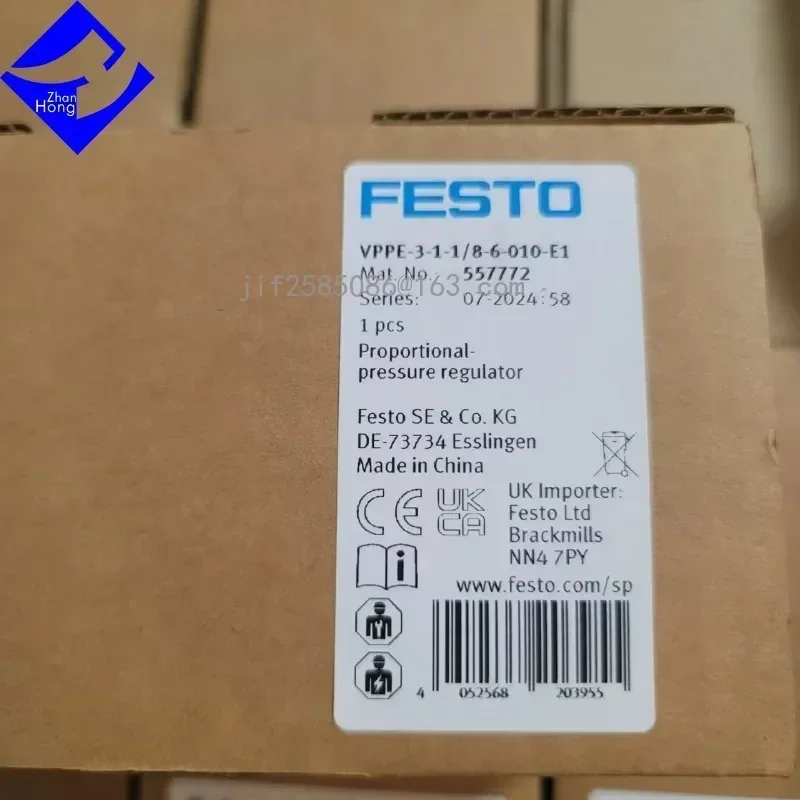 Zhan
Hong
FESTO
VPPE-3-1-1/8-6-010-E1
Mat. No.: 557772
jif2585086@163.com
Series: 07-2024:58
1 pcs
Proportional-
pressure regulator
Festo SE & Co. KG
DE-73734 Esslingen
Made in China
CE
UK
CA
UK Importer:
Festo Ltd
Brackmills
NN4 7PY
i
www.festo.com/sp
4 052568 203955